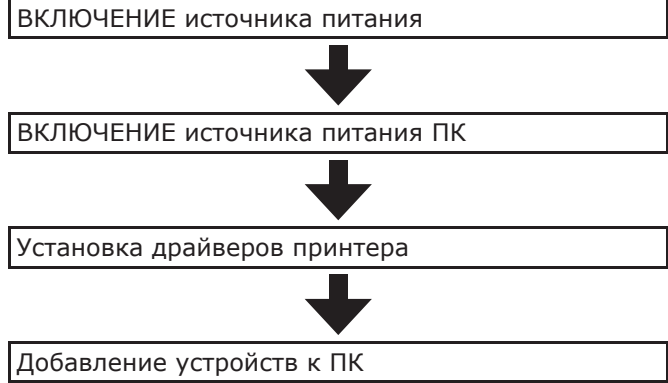 ВКЛЮЧЕНИЕ источника питания
ВКЛЮЧЕНИЕ источника питания ПК
Установка драйверов принтера
Добавление устройств к ПК